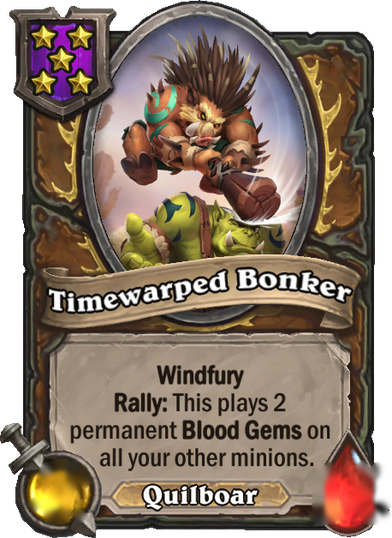 Timewarped Bonker
Windfury
Rally: This plays 2
permanent Blood Gems on
all your other minions.
Quilboar